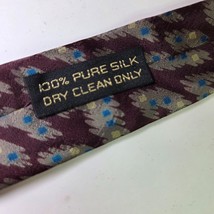 100% PURE SILK
DRY CLEAN ONLY